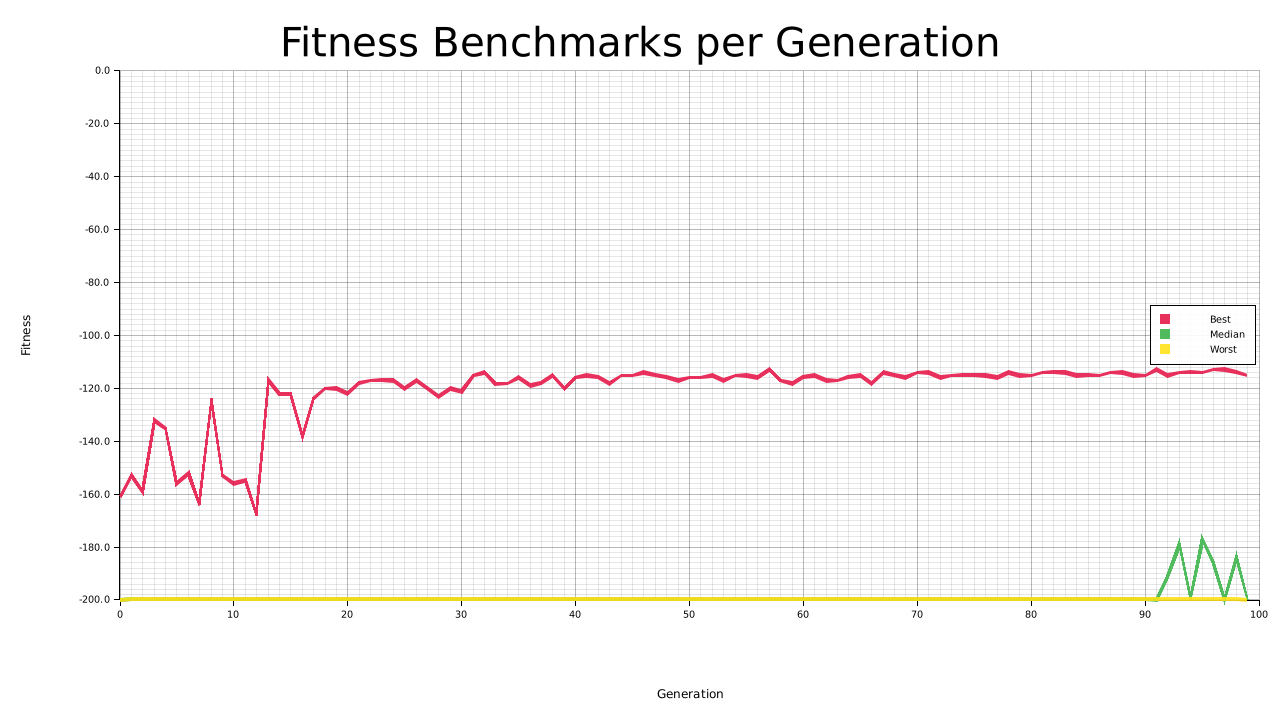 Fitness Benchmarks per Generation
0.0
-20.0
-40.0
-60.0
-80.0
-100.0
-120.0
-140.0
-160.0
-180.0
-200.0
Fitness
Best
Median
Worst
0 10 20 30 40 50 60 70 80 90 100
Generation